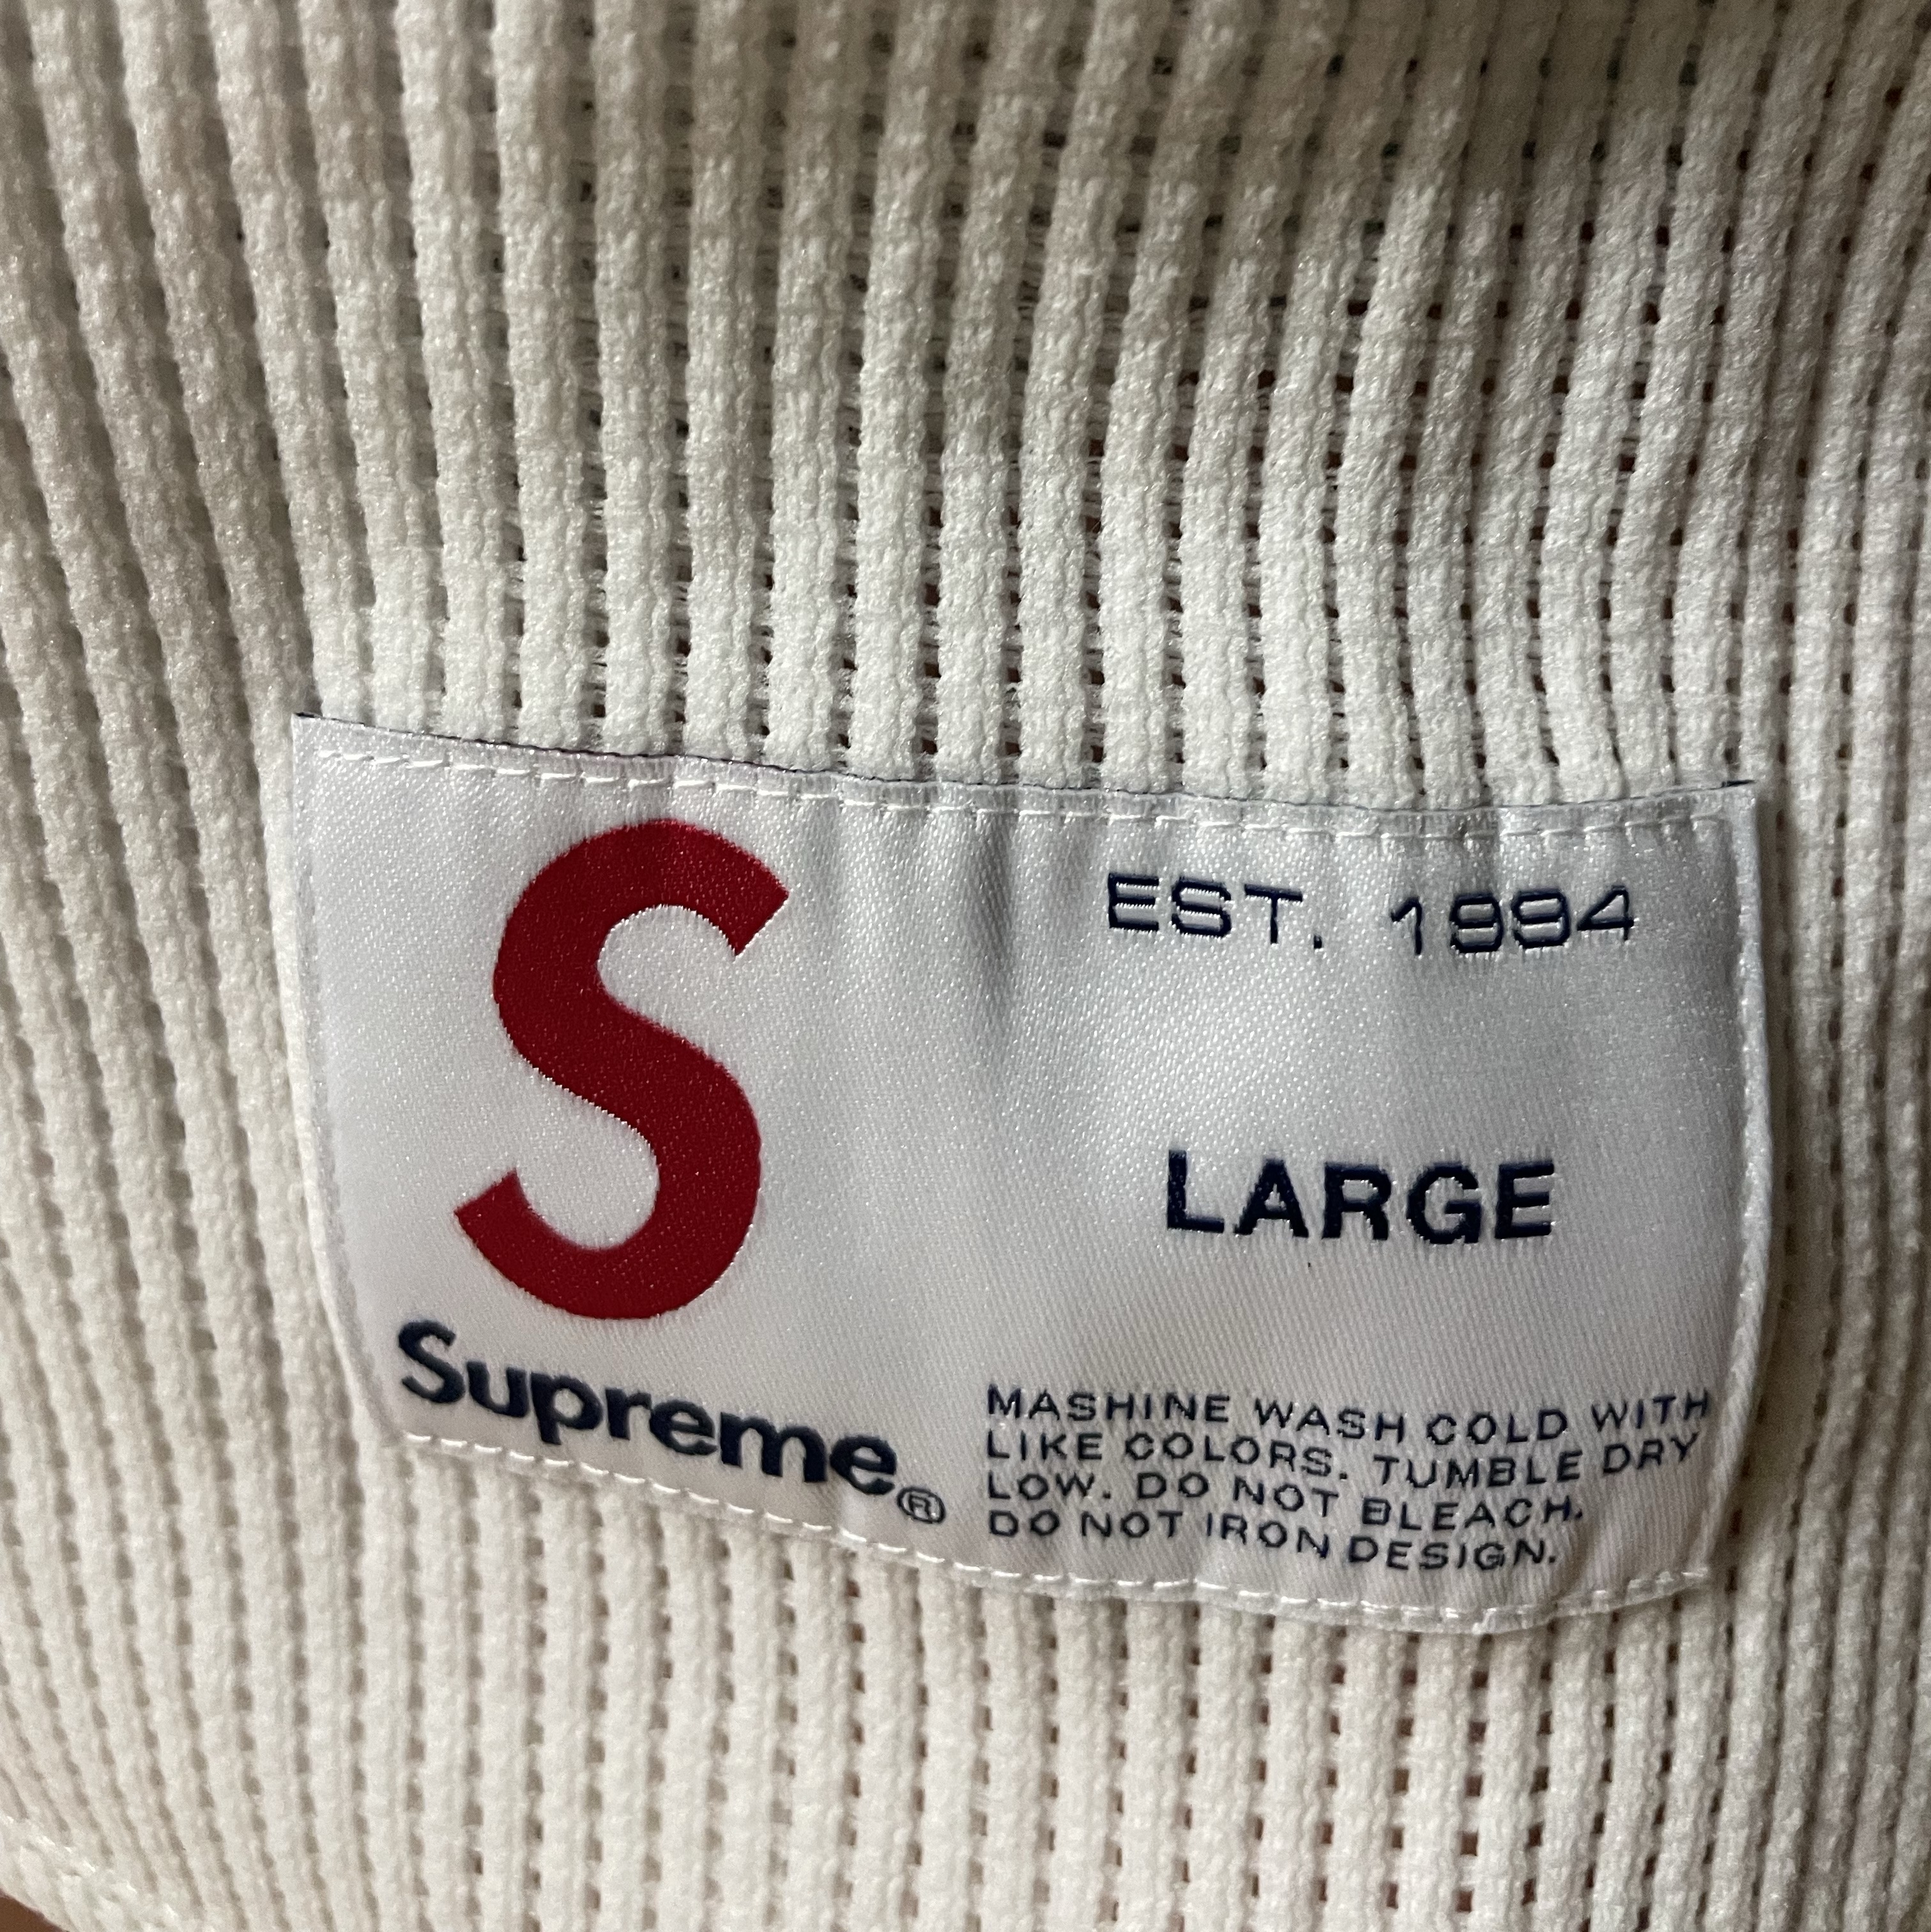 S
Supreme®
EST. 1994
LARGE
MASHINE WASH COLD WITH
LIKE COLORS. TUMBLE DRY
LOW. DO NOT BLEACH.
DO NOT IRON DESIGN.